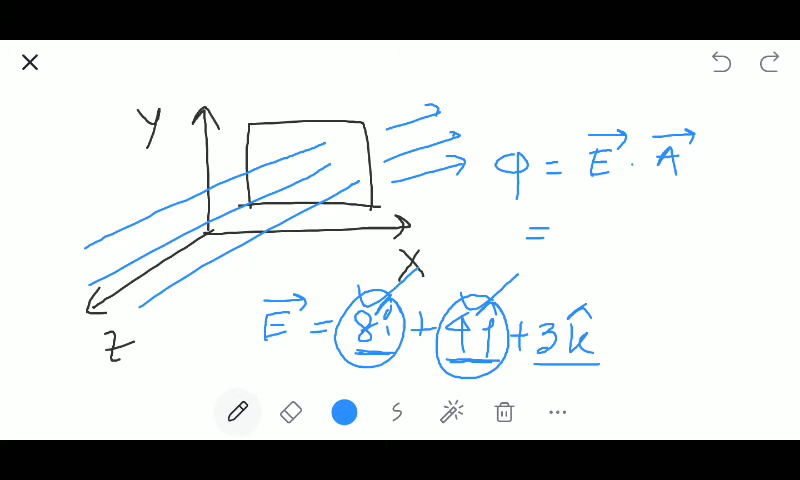 Y
φ = E⃗ · A⃗
=
X
E⃗ = 8î + 4ĵ + 3k̂
Z